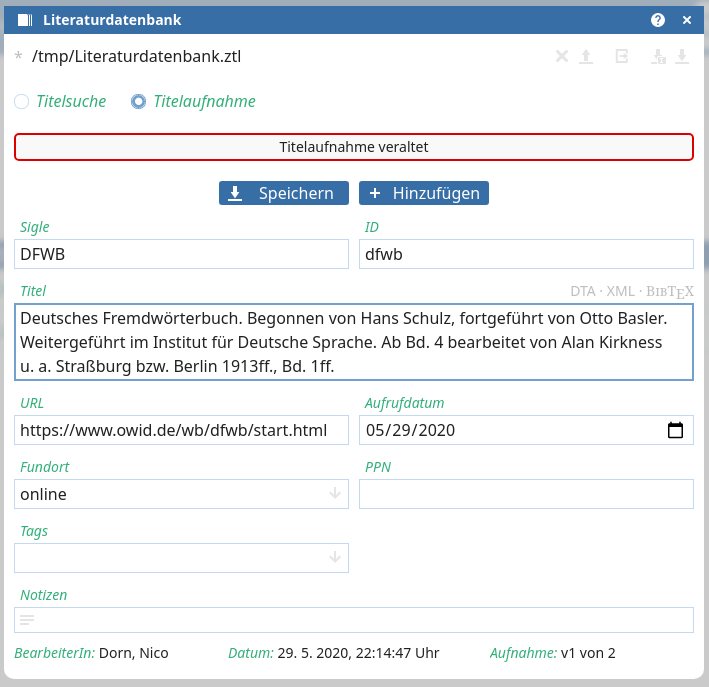 Literaturdatenbank
* /tmp/Literaturdatenbank.ztl
Titelsuche Titelaufnahme
Titelaufnahme veraltet
Speichern + Hinzufügen
Sigle ID
DFWB dfwb
Titel DTA · XML · BIBTEX
Deutsches Fremdwörterbuch. Begonnen von Hans Schulz, fortgeführt von Otto Basler.
Weitergeführt im Institut für Deutsche Sprache. Ab Bd. 4 bearbeitet von Alan Kirkness
u. a. Straßburg bzw. Berlin 1913ff., Bd. 1ff.
URL Aufrufdatum
https://www.owid.de/wb/dfwb/start.html 05/29/2020
Fundort PPN
online
Tags
Notizen
BearbeiterIn: Dorn, Nico Datum: 29. 5. 2020, 22:14:47 Uhr Aufnahme: v1 von 2